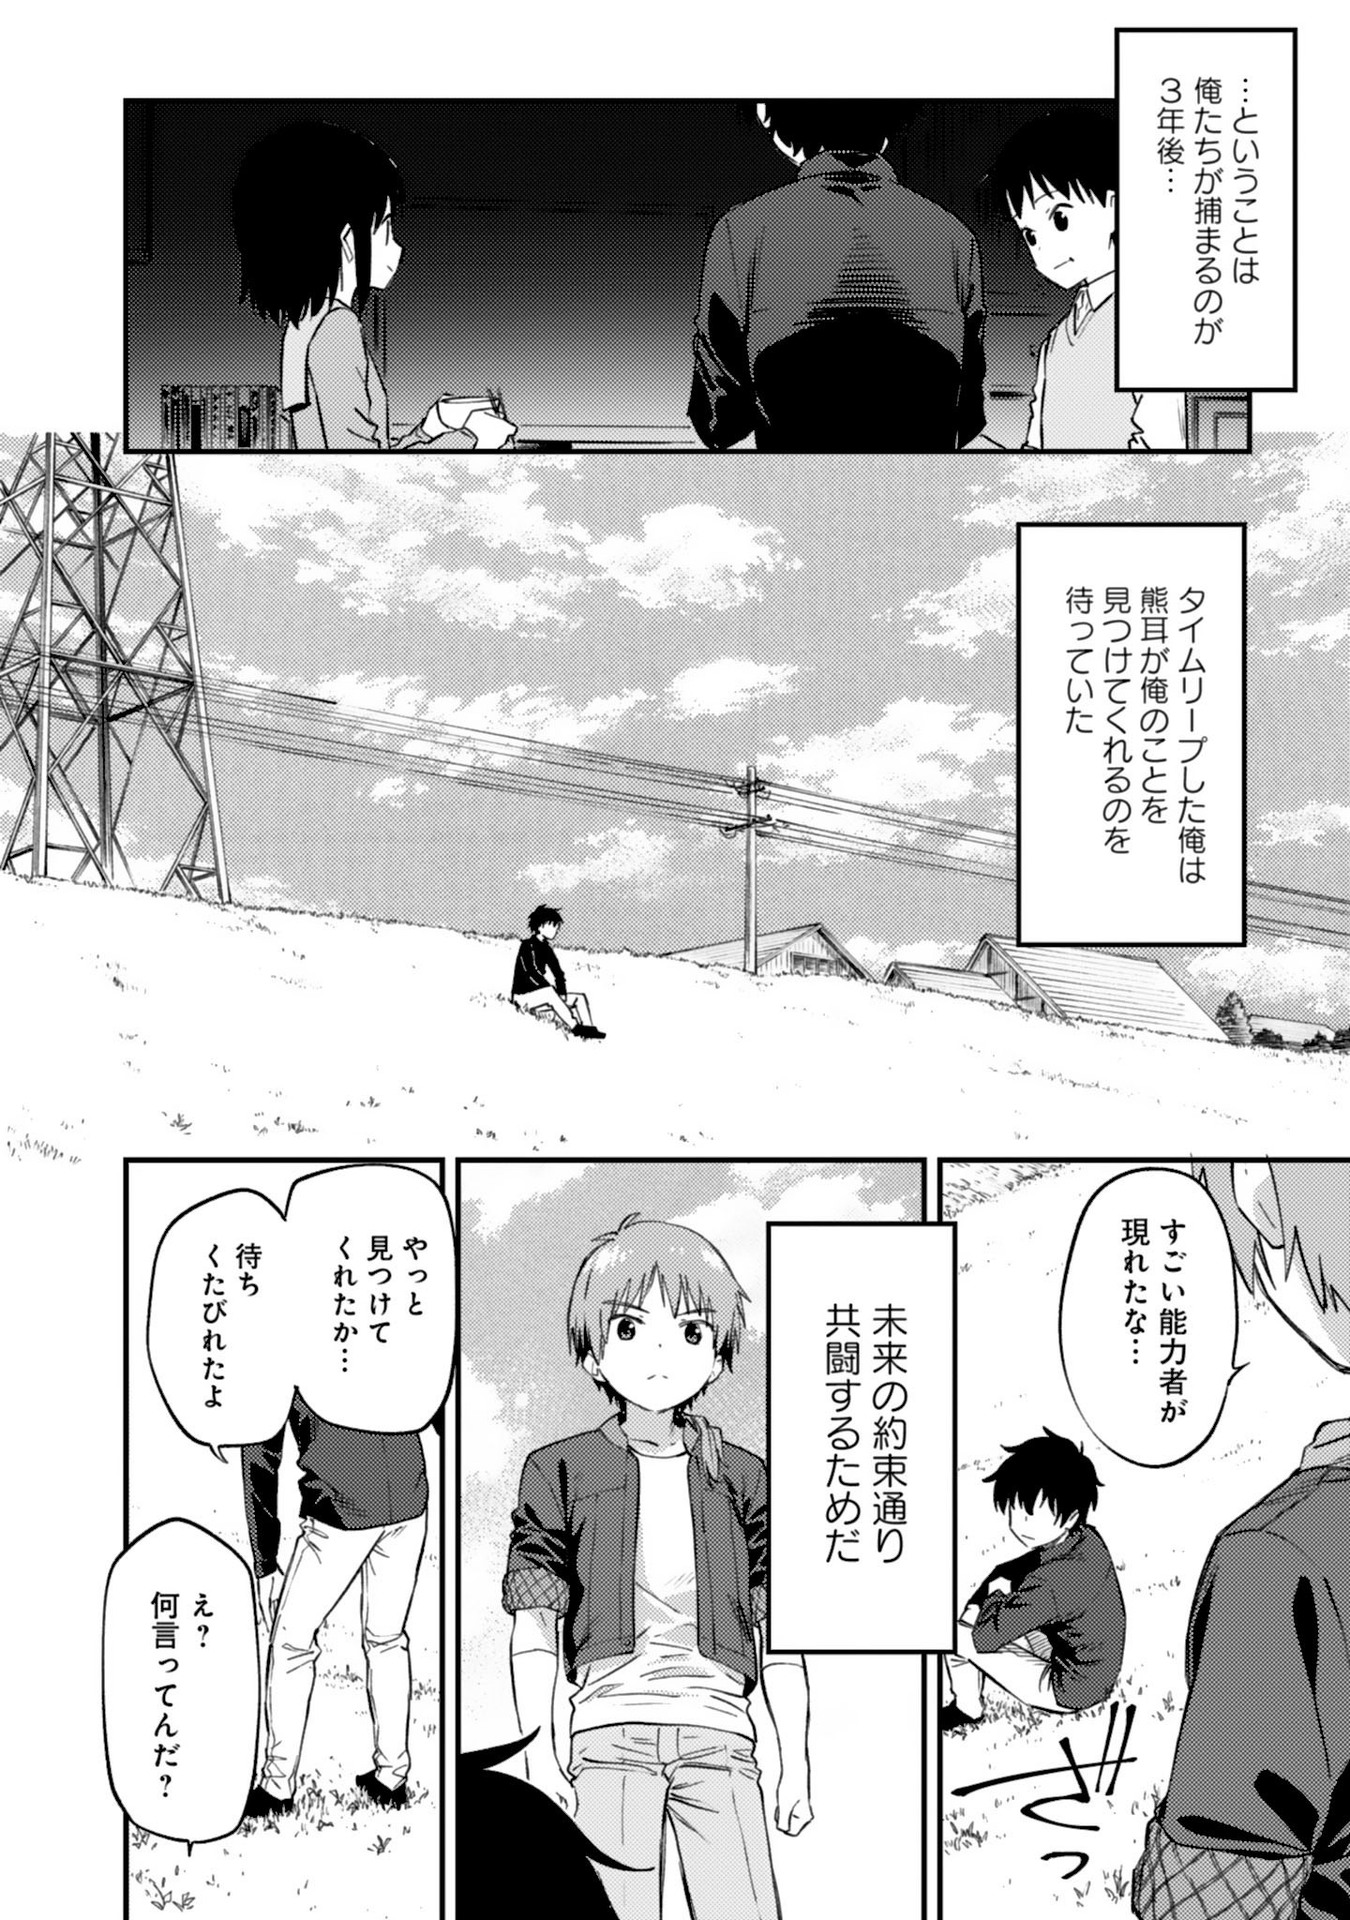 …ということは
俺たちが捕まるのが
3年後…
タイムリープした俺は
熊耳が俺のことを
見つけてくれるのを
待っていた
すごい能力者が
現れたな…
ザッ
未来の約束通り
共闘するためだ
やっと
見つけて
くれたか…
待ち
くたびれたよ
え?
何言ってんだ?